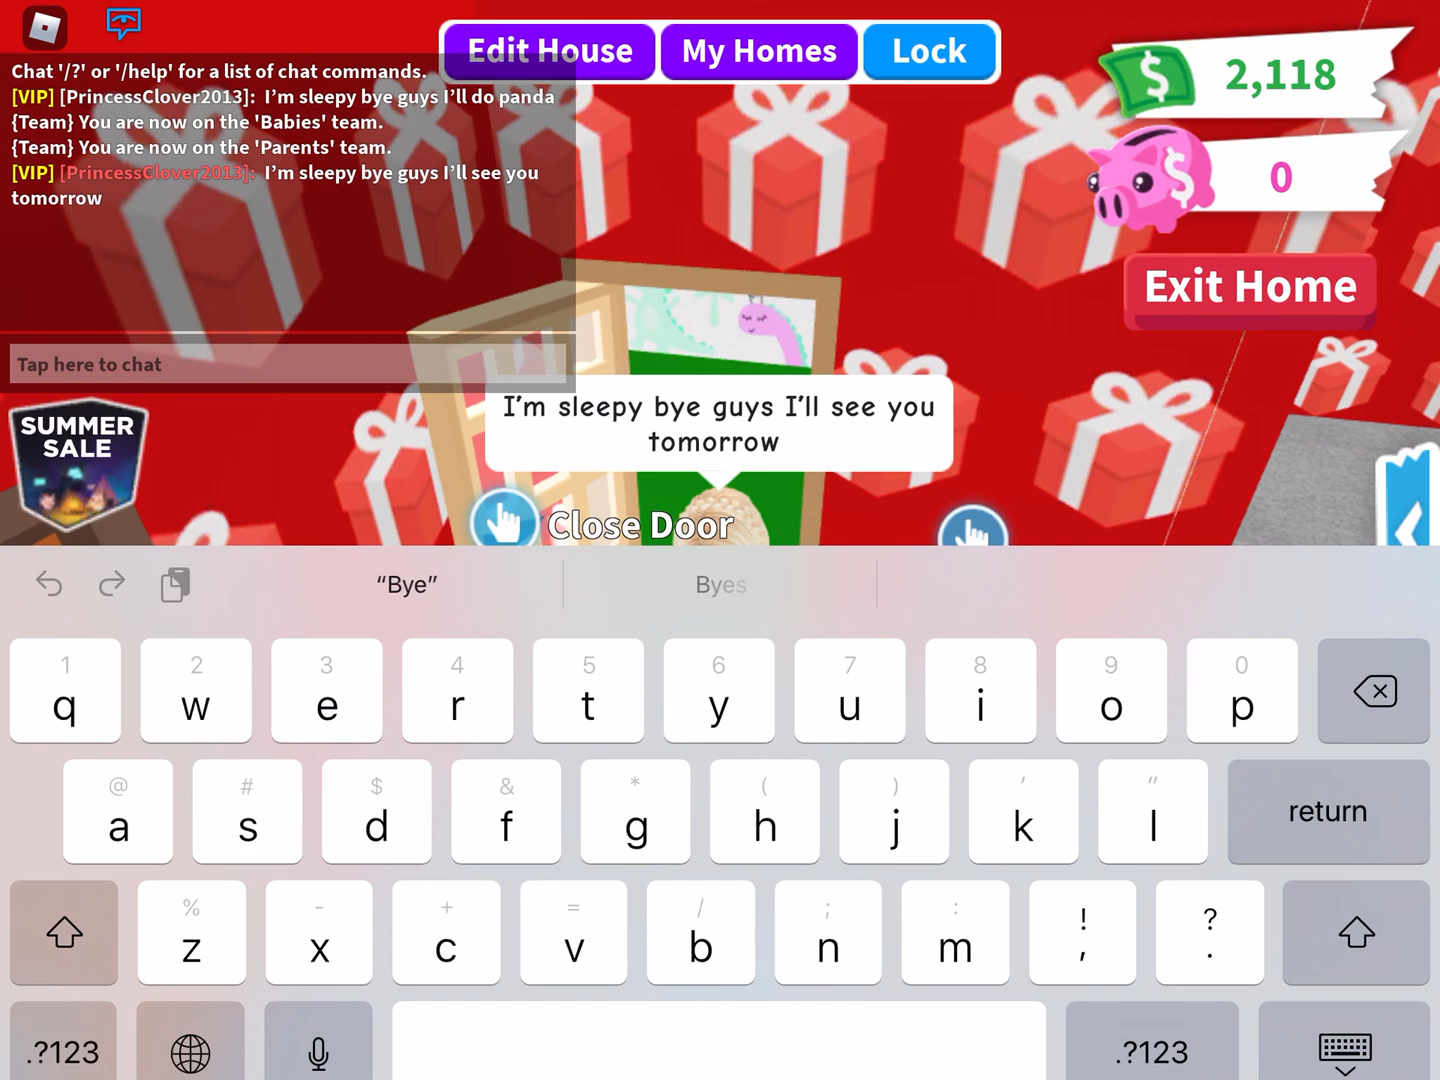 Edit House
My Homes
Lock
Chat '/?' or '/help' for a list of chat commands.
[VIP] [PrincessClover2013]: I'm sleepy bye guys I'll do panda
{Team} You are now on the 'Babies' team.
{Team} You are now on the 'Parents' team.
[VIP] [PrincessClover2013]: I'm sleepy bye guys I'll see you
tomorrow
2,118
0
Exit Home
Tap here to chat
SUMMER
SALE
I'm sleepy bye guys I'll see you
tomorrow
Close Door
“Bye”
Byes
1 2 3 4 5 6 7 8 9 0
q w e r t y u i o p
@ # $ & * ( ) ' "
a s d f g h j k l return
% - + = / ; : ! ?
z x c v b n m , .
.?123 .?123